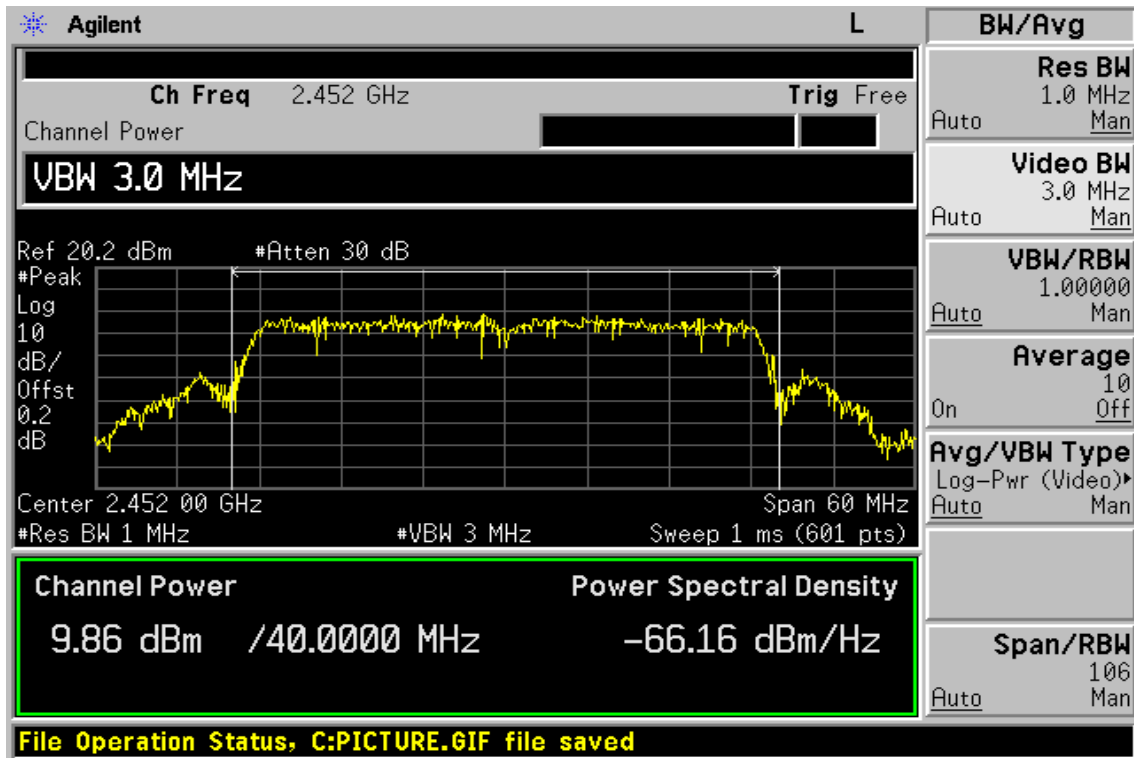 Agilent L
BW/Avg
Ch Freq 2.452 GHz Trig Free
Channel Power
VBW 3.0 MHz
Ref 20.2 dBm #Atten 30 dB
#Peak
Log
10
dB/
Offst
0.2
dB
Center 2.452 00 GHz Span 60 MHz
#Res BW 1 MHz #VBW 3 MHz Sweep 1 ms (601 pts)
Channel Power Power Spectral Density
9.86 dBm /40.0000 MHz -66.16 dBm/Hz
Res BW
1.0 MHz
Auto Man
Video BW
3.0 MHz
Auto Man
VBW/RBW
1.00000
Auto Man
Average
10
On Off
Avg/VBW Type
Log-Pwr (Video)▸
Auto Man
Span/RBW
106
Auto Man
File Operation Status, C:PICTURE.GIF file saved